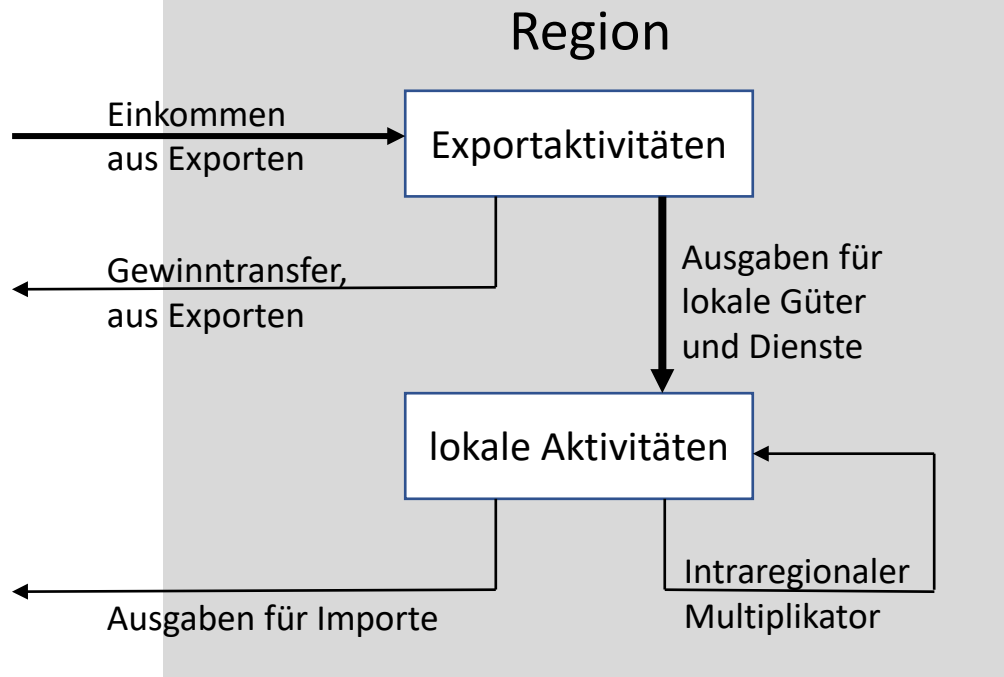 Region
Einkommen
aus Exporten
Exportaktivitäten
Gewinntransfer,
aus Exporten
Ausgaben für
lokale Güter
und Dienste
lokale Aktivitäten
Intraregionaler
Multiplikator
Ausgaben für Importe